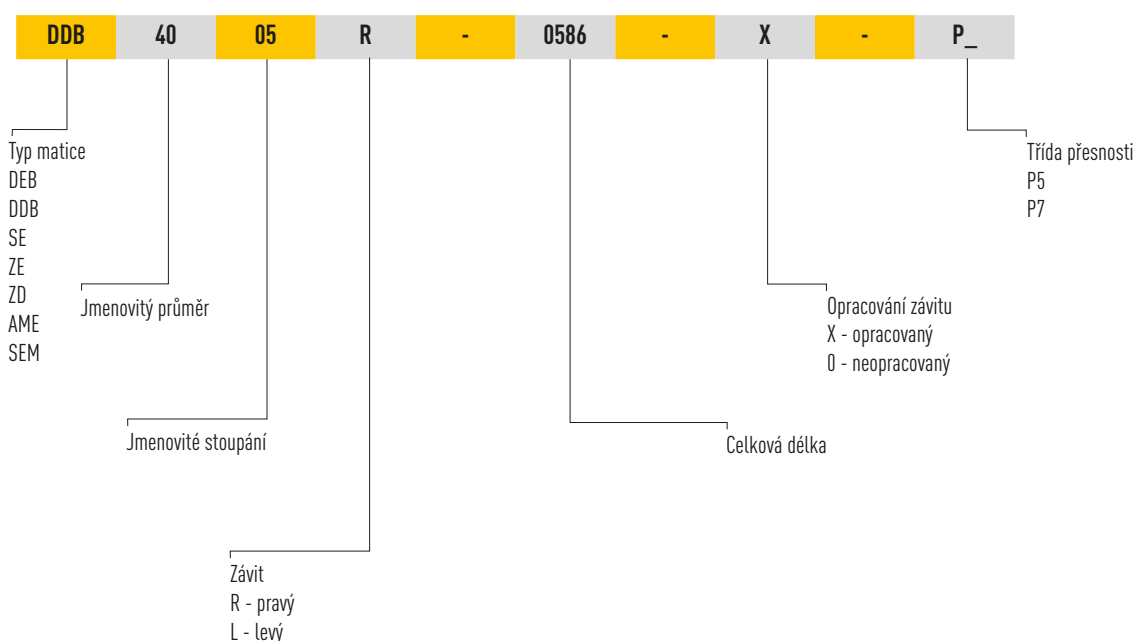 DDB 40 05 R - 0586 - X - P_
Typ matice
DEB
DDB
SE
ZE
ZD
AME
SEM
Jmenovitý průměr
Jmenovité stoupání
Závit
R - pravý
L - levý
Celková délka
Opracování závitu
X - opracovaný
0 - neopracovaný
Třída přesnosti
P5
P7